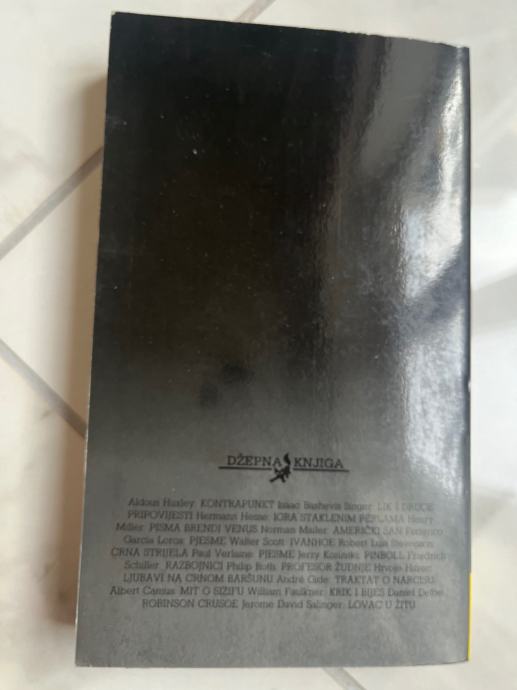 DŽEPNA KNJIGA
Aldous Huxley: KONTRAPUNKT Isaac Bashevis Singer: LIK I DRUGE
PRIPOVIJESTI Hermann Hesse: IGRA STAKLENIM PERLAMA Henry
Miller: PISMA BRENDI VENUS Norman Mailer: AMERIČKI SAN Federico
Garcia Lorca: PJESME Walter Scott: IVANHOE Robert Luis Stevenson:
CRNA STRIJELA Paul Verlaine: PJESME Jerzy Kosinski: PINBOLL Friedrich
Schiller: RAZBOJNICI Philip Roth: PROFESOR ŽUDNJE Hrvoje Hitrec:
LJUBAVI NA CRNOM BARŠUNU André Gide: TRAKTAT O NARCISU
Albert Camus: MIT O SIZIFU William Faulkner: KRIK I BIJES Daniel Defoe:
ROBINSON CRUSOE Jerome David Salinger: LOVAC U ŽITU